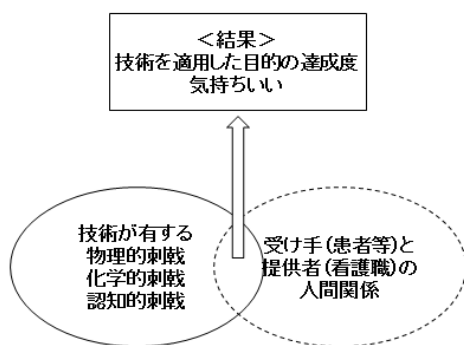 ＜結果＞
技術を適用した目的の達成度
気持ちいい
技術が有する
物理的刺戟
化学的刺戟
認知的刺戟
受け手(患者等)と
提供者(看護職)の
人間関係